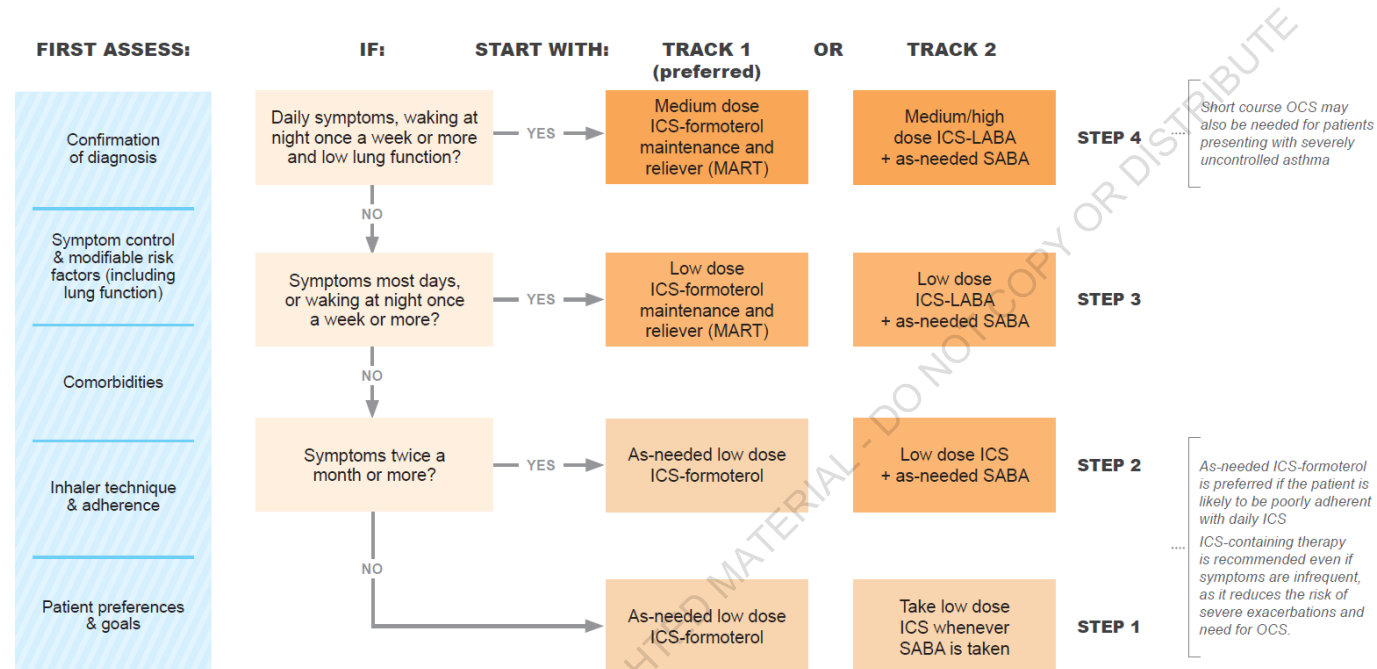 FIRST ASSESS:
IF:
START WITH:
TRACK 1
(preferred)
OR
TRACK 2
Confirmation
of diagnosis
Symptom control
& modifiable risk
factors (including
lung function)
Comorbidities
Inhaler technique
& adherence
Patient preferences
& goals
Daily symptoms, waking at
night once a week or more
and low lung function?
YES
Medium dose
ICS-formoterol
maintenance and
reliever (MART)
Medium/high
dose ICS-LABA
+ as-needed SABA
STEP 4
Short course OCS may
also be needed for patients
presenting with severely
uncontrolled asthma
NO
Symptoms most days,
or waking at night once
a week or more?
YES
Low dose
ICS-formoterol
maintenance and
reliever (MART)
Low dose
ICS-LABA
+ as-needed SABA
STEP 3
NO
Symptoms twice a
month or more?
YES
As-needed low dose
ICS-formoterol
Low dose ICS
+ as-needed SABA
STEP 2
As-needed ICS-formoterol
is preferred if the patient is
likely to be poorly adherent
with daily ICS
ICS-containing therapy
is recommended even if
symptoms are infrequent,
as it reduces the risk of
severe exacerbations and
need for OCS.
NO
As-needed low dose
ICS-formoterol
Take low dose
ICS whenever
SABA is taken
STEP 1
MATERIAL - DO NOT COPY OR DISTRIBUTE